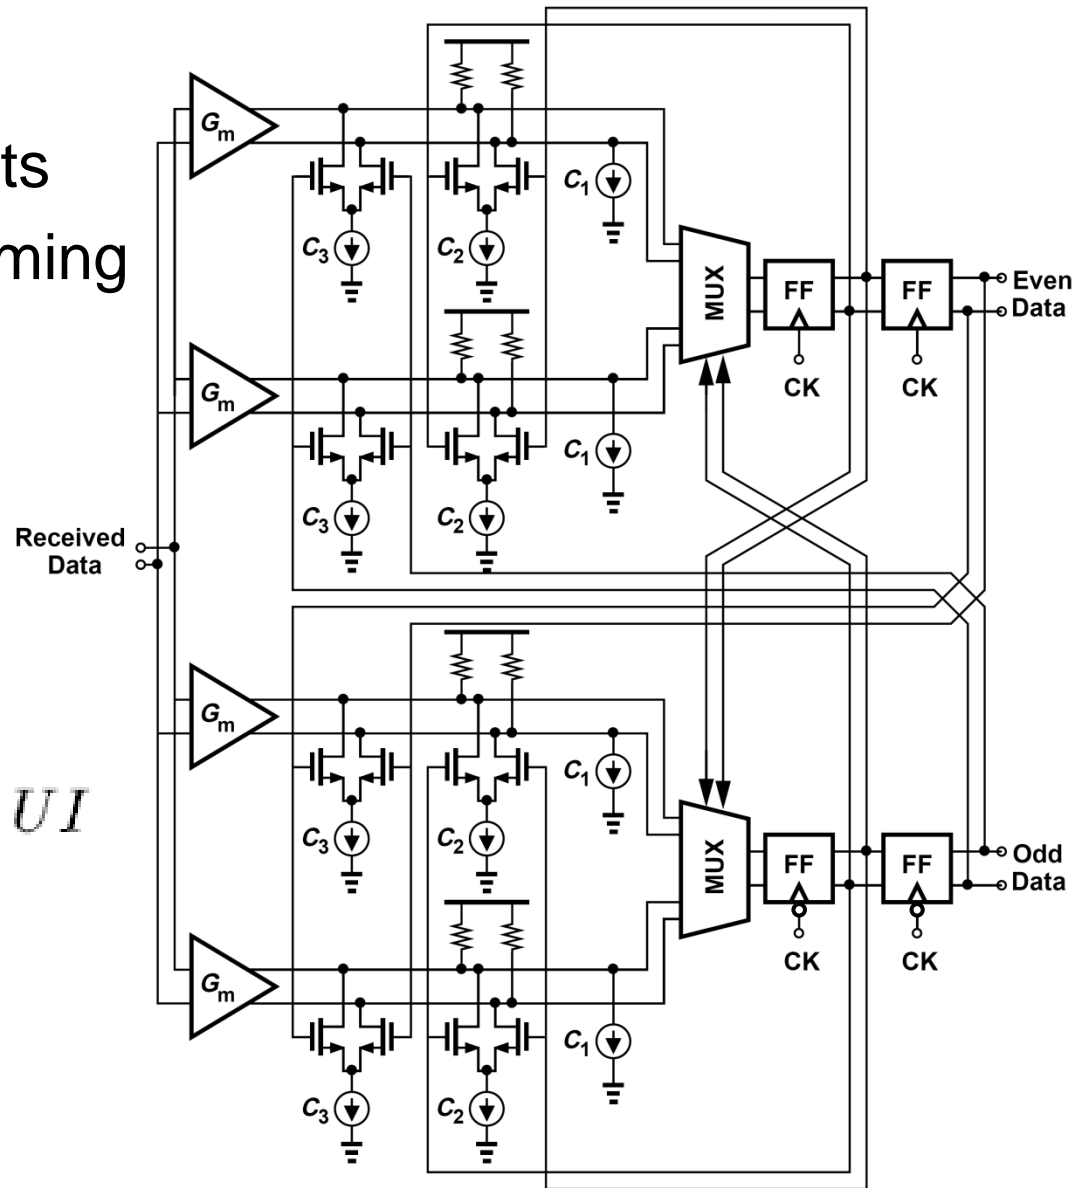 ts
ming
UI
Received
Data
Gm
C3
C2
C1
Gm
C3
C2
C1
MUX
FF
CK
FF
CK
Even
Data
Gm
C3
C2
C1
Gm
C3
C2
C1
MUX
FF
CK
FF
CK
Odd
Data